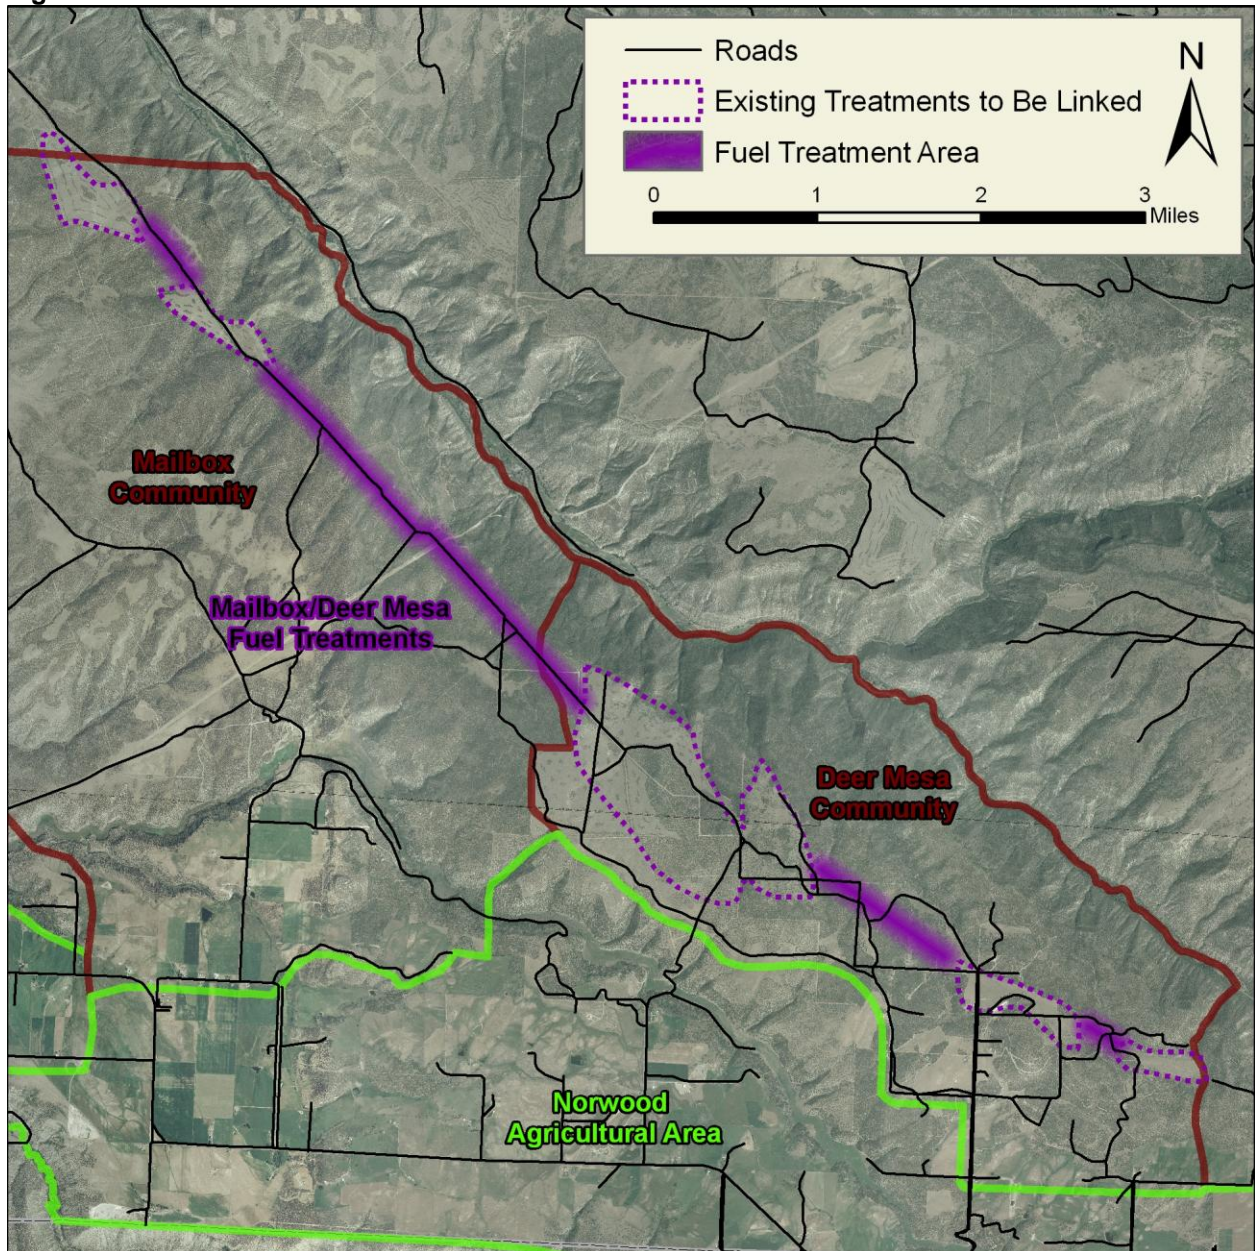 Roads
N
Existing Treatments to Be Linked
Fuel Treatment Area
0 1 2 3
Miles
Mailbox
Community
Mailbox/Deer Mesa
Fuel Treatments
Deer Mesa
Community
Norwood
Agricultural Area